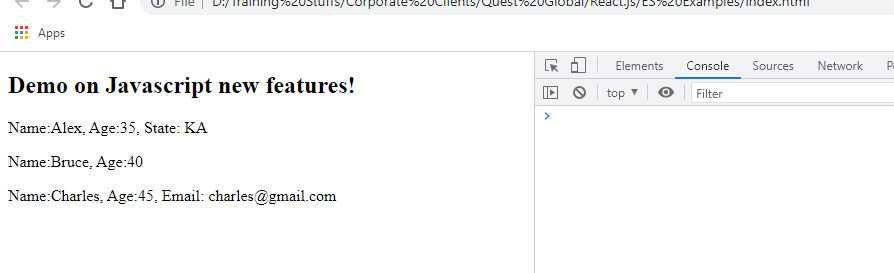 File D:/Training%20Stuffs/Corporate%20Clients/Quest%20Global/React.js/ES%20Examples/index.html
Apps
Demo on Javascript new features!
Name:Alex, Age:35, State: KA
Name:Bruce, Age:40
Name:Charles, Age:45, Email: charles@gmail.com
Elements Console Sources Network
top Filter